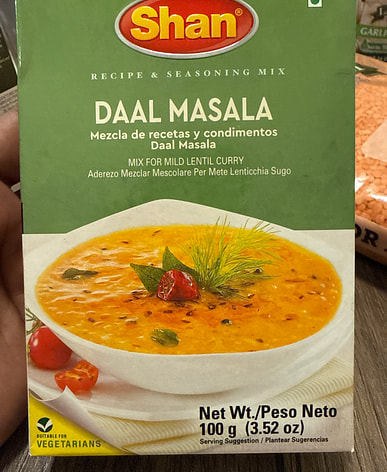 Shan®
RECIPE & SEASONING MIX
DAAL MASALA
Mezcla de recetas y condimentos
Daal Masala
MIX FOR MILD LENTIL CURRY
Aderezo Mezclar Mescolare Per Mete Lenticchia Sugo
SUITABLE FOR
VEGETARIANS
Net Wt./Peso Neto
100 g (3.52 oz)
Serving Suggestion / Plantear Sugerencias
GARLI
OR